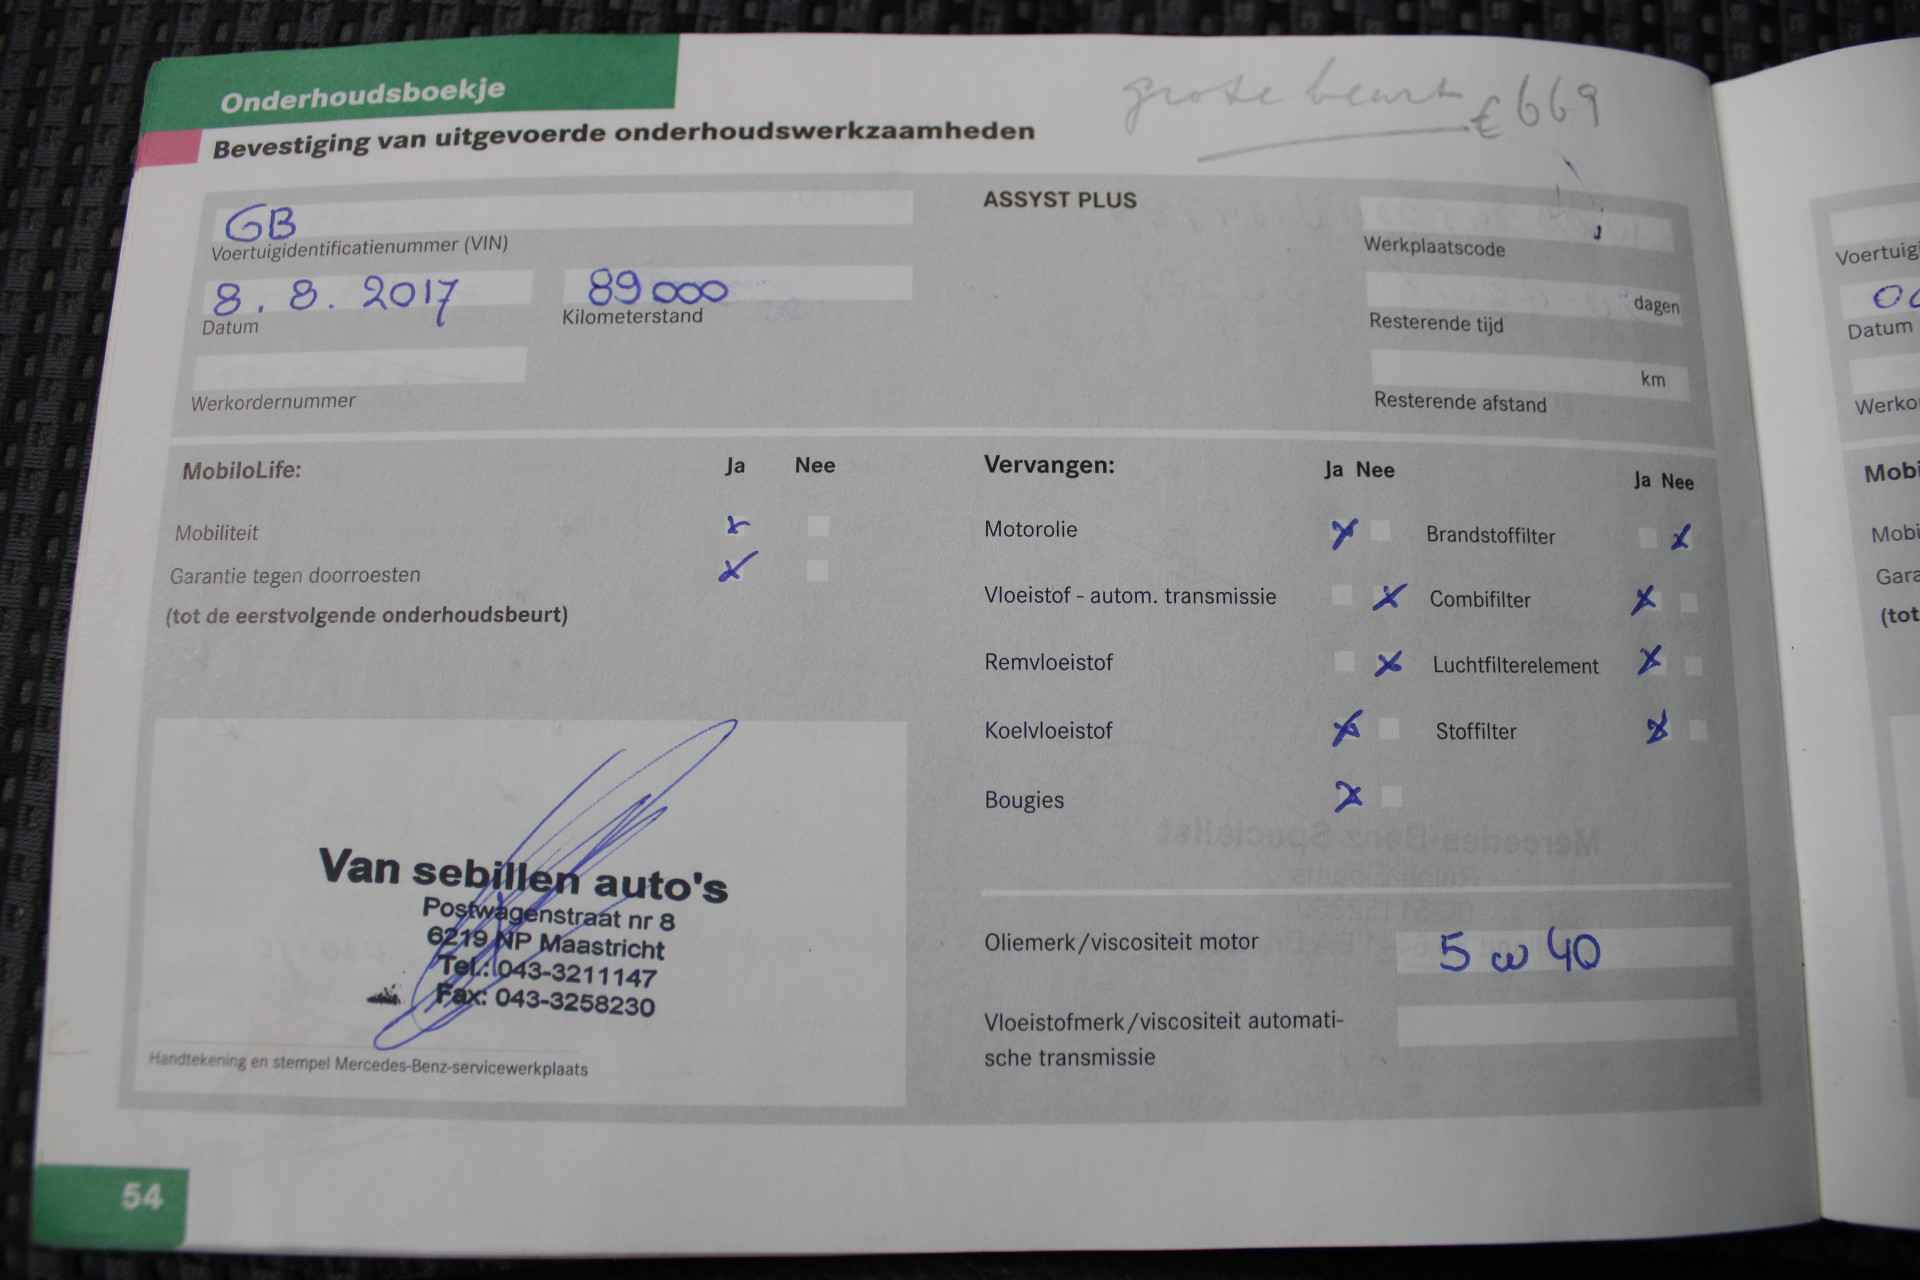 Onderhoudsboekje
Bevestiging van uitgevoerde onderhoudswerkzaamheden
grote beurt € 669
GB
Voertuigidentificatienummer (VIN)
8. 8. 2017
Datum
89000
Kilometerstand
Werkordernummer
ASSYST PLUS
Werkplaatscode
dagen
Resterende tijd
km
Resterende afstand
MobiloLife: Ja Nee
Mobiliteit x
Garantie tegen doorroesten x
(tot de eerstvolgende onderhoudsbeurt)
Vervangen: Ja Nee Ja Nee
Motorolie x Brandstoffilter x
Vloeistof - autom. transmissie x Combifilter x
Remvloeistof x Luchtfilterelement x
Koelvloeistof x Stoffilter x
Bougies x
Oliemerk/viscositeit motor 5 w 40
Vloeistofmerk/viscositeit automati-
sche transmissie
Van sebillen auto's
Postwagenstraat nr 8
6219 NP Maastricht
Tel.: 043-3211147
Fax: 043-3258230
Handtekening en stempel Mercedes-Benz-servicewerkplaats
54
Voertuig
Datum
Werko
Mobi
Mobi
Gara
(tot